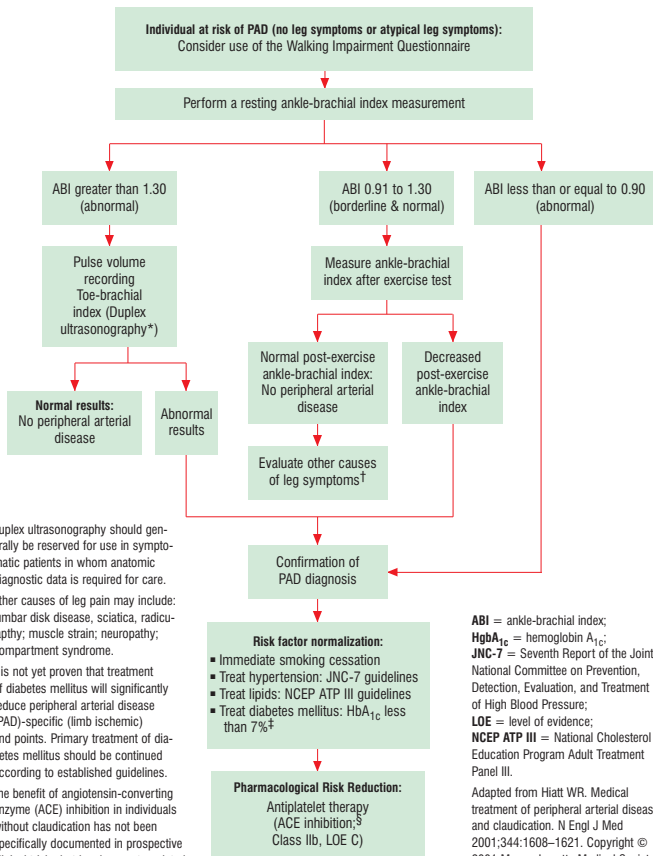 Individual at risk of PAD (no leg symptoms or atypical leg symptoms):
Consider use of the Walking Impairment Questionnaire
Perform a resting ankle-brachial index measurement
ABI greater than 1.30
(abnormal)
ABI 0.91 to 1.30
(borderline & normal)
ABI less than or equal to 0.90
(abnormal)
Pulse volume
recording
Toe-brachial
index (Duplex
ultrasonography*)
Measure ankle-brachial
index after exercise test
Normal results:
No peripheral arterial
disease
Abnormal
results
Normal post-exercise
ankle-brachial index:
No peripheral arterial
disease
Decreased
post-exercise
ankle-brachial
index
Evaluate other causes
of leg symptoms†
Confirmation of
PAD diagnosis
Risk factor normalization:
▪ Immediate smoking cessation
▪ Treat hypertension: JNC-7 guidelines
▪ Treat lipids: NCEP ATP III guidelines
▪ Treat diabetes mellitus: HbA1c less
than 7%‡
Pharmacological Risk Reduction:
Antiplatelet therapy
(ACE inhibition;§
Class IIb, LOE C)
uplex ultrasonography should gen-
rally be reserved for use in sympto-
matic patients in whom anatomic
iagnostic data is required for care.
ther causes of leg pain may include:
umbar disk disease, sciatica, radicu-
apthy; muscle strain; neuropathy;
ompartment syndrome.
is not yet proven that treatment
f diabetes mellitus will significantly
educe peripheral arterial disease
PAD)-specific (limb ischemic)
nd points. Primary treatment of dia-
etes mellitus should be continued
ccording to established guidelines.
he benefit of angiotensin-converting
nzyme (ACE) inhibition in individuals
ithout claudication has not been
pecifically documented in prospective
ABI = ankle-brachial index;
HgbA1c = hemoglobin A1c;
JNC-7 = Seventh Report of the Joint
National Committee on Prevention,
Detection, Evaluation, and Treatment
of High Blood Pressure;
LOE = level of evidence;
NCEP ATP III = National Cholesterol
Education Program Adult Treatment
Panel III.
Adapted from Hiatt WR. Medical
treatment of peripheral arterial diseas
and claudication. N Engl J Med
2001;344:1608–1621. Copyright ©